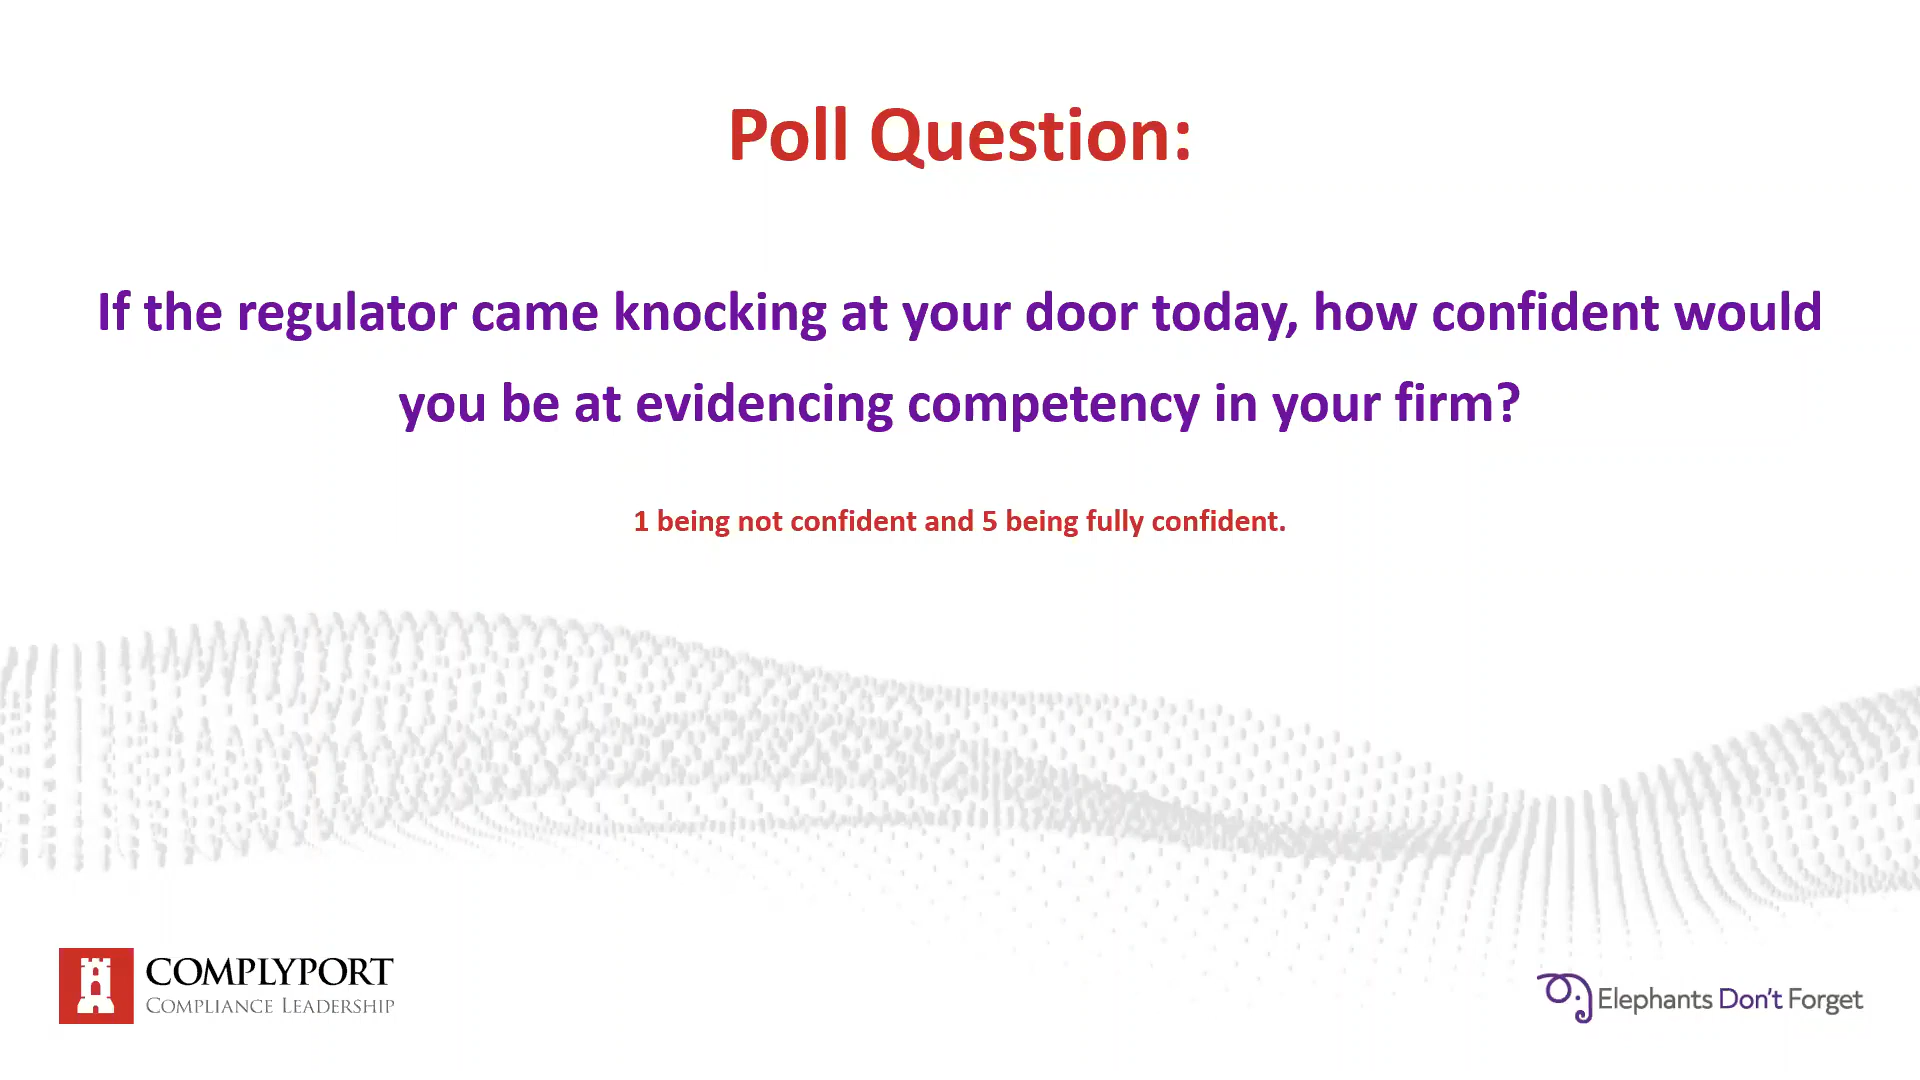 Poll Question:
If the regulator came knocking at your door today, how confident would
you be at evidencing competency in your firm?
1 being not confident and 5 being fully confident.
COMPLYPORT
COMPLIANCE LEADERSHIP
Elephants Don't Forget